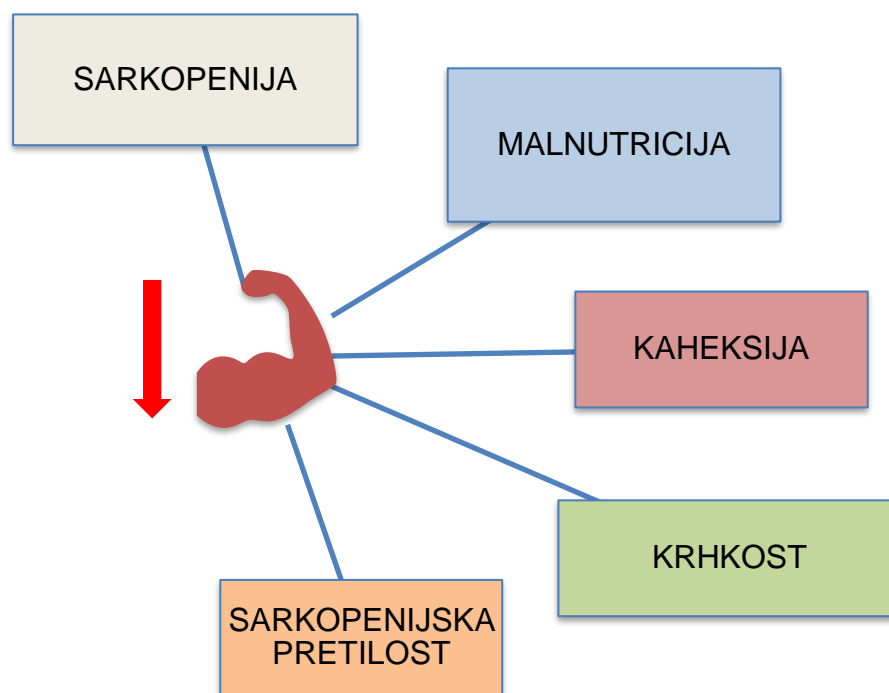 SARKOPENIJA
MALNUTRICIJA
KAHEKSIJA
KRHKOST
SARKOPENIJSKA
PRETILOST